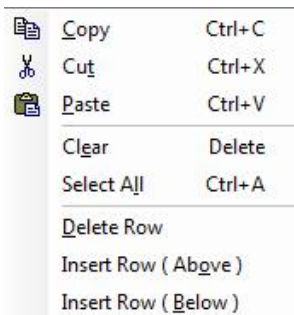 Copy Ctrl+C
Cut Ctrl+X
Paste Ctrl+V
Clear Delete
Select All Ctrl+A
Delete Row
Insert Row ( Above )
Insert Row ( Below )